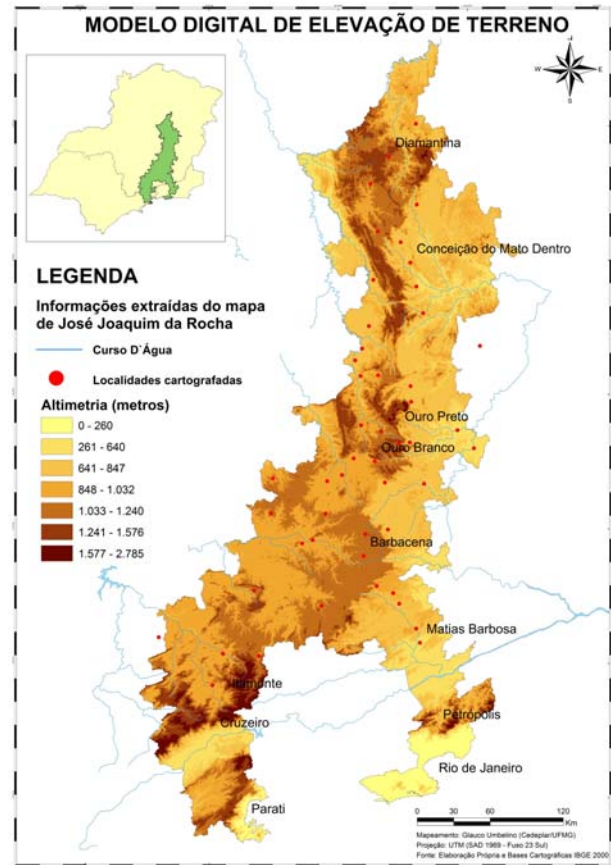 MODELO DIGITAL DE ELEVAÇÃO DE TERRENO
N
W
E
S
Diamantina
Conceição do Mato Dentro
LEGENDA
Informações extraídas do mapa
de José Joaquim da Rocha
Curso D`Água
Localidades cartografadas
Altimetria (metros)
0 - 260
261 - 640
641 - 847
848 - 1.032
1.033 - 1.240
1.241 - 1.576
1.577 - 2.785
Ouro Preto
Ouro Branco
Barbacena
Matias Barbosa
Itamonte
Cruzeiro
Petrópolis
Rio de Janeiro
Parati
0 30 60 120
Km
Mapeamento: Glauco Umbelino (Cedeplar/UFMG)
Projeção: UTM (SAD 1969 - Fuso 23 Sul)
Fonte: Elaboração Própria e Bases Cartográficas IBGE 2000